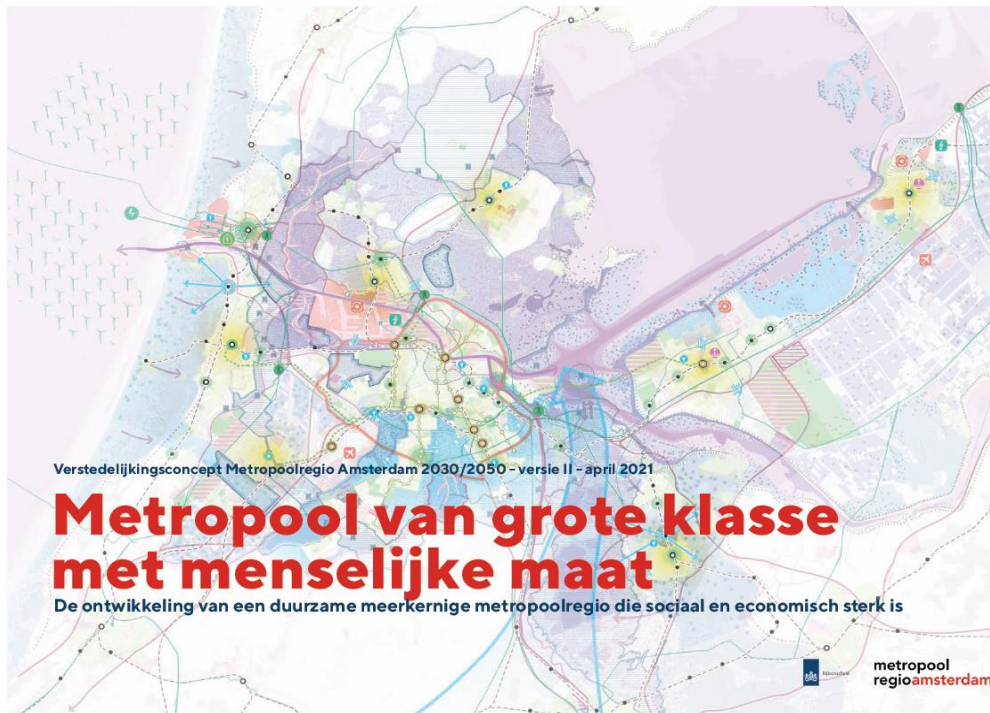 Verstedelijkingsconcept Metropoolregio Amsterdam 2030/2050 – versie II – april 2021
Metropool van grote klasse
met menselijke maat
De ontwikkeling van een duurzame meerkernige metropoolregio die sociaal en economisch sterk is
Rijksoverheid
metropool
regioamsterdam